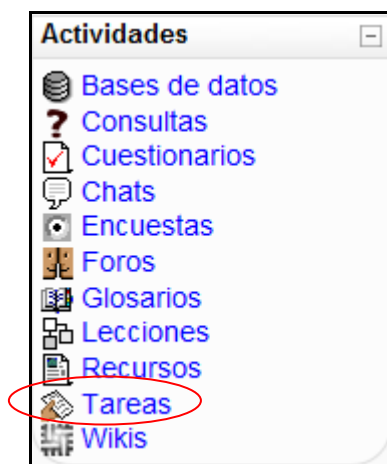 Actividades
Bases de datos
Consultas
Cuestionarios
Chats
Encuestas
Foros
Glosarios
Lecciones
Recursos
Tareas
Wikis